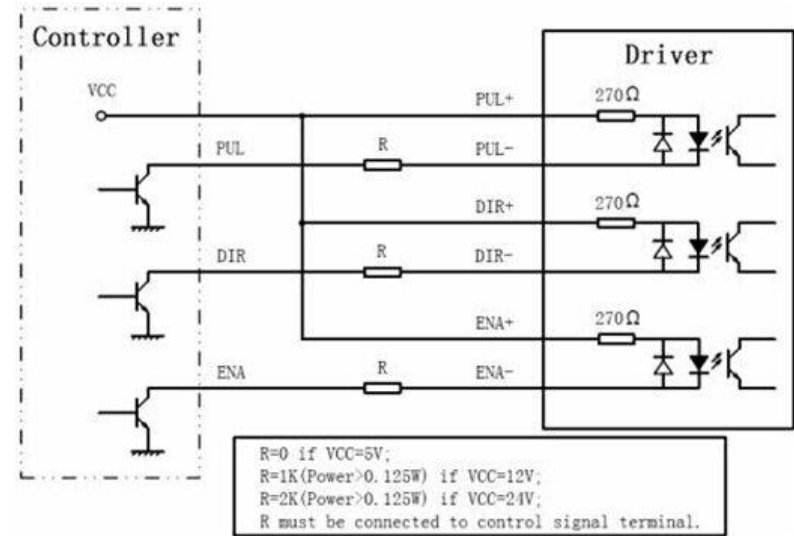 Controller
Driver
VCC
PUL+
270Ω
PUL
R
PUL-
DIR+
270Ω
DIR
R
DIR-
ENA+
270Ω
ENA
R
ENA-
R=0 if VCC=5V;
R=1K(Power>0.125W) if VCC=12V;
R=2K(Power>0.125W) if VCC=24V;
R must be connected to control signal terminal.